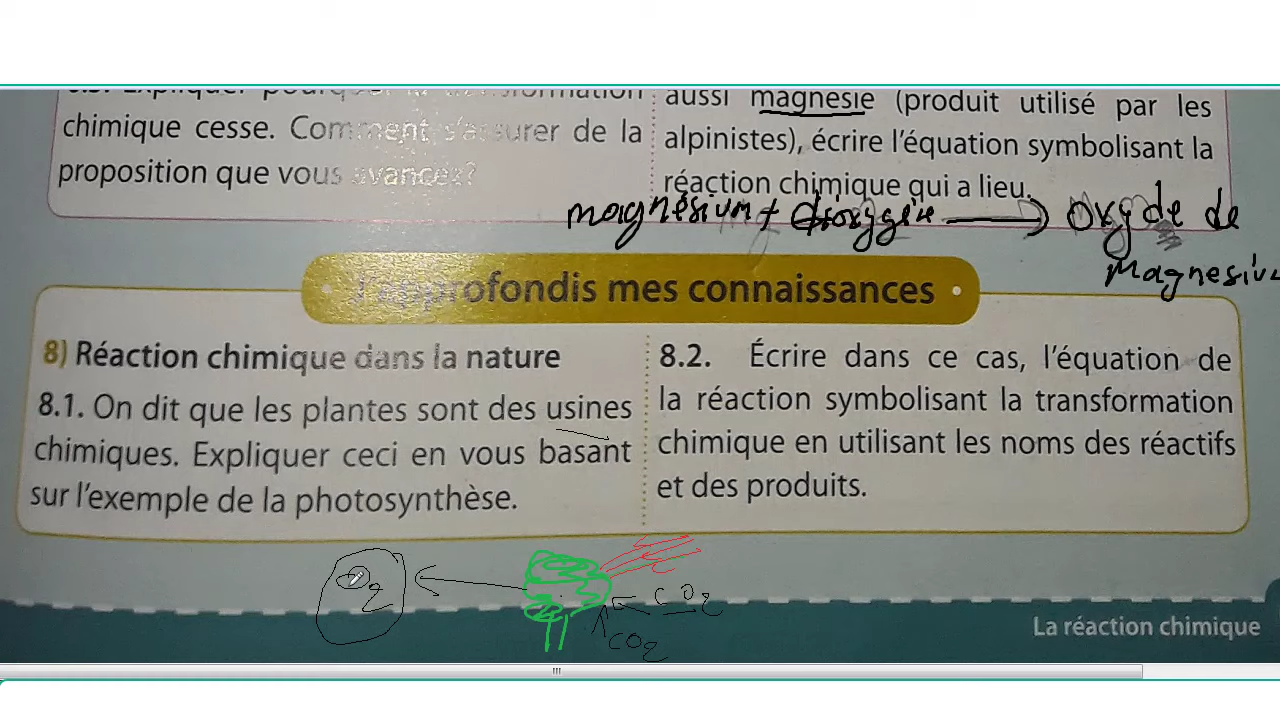 chimique cesse. Comment s'assurer de la
proposition que vous avancez?
aussi magnésie (produit utilisé par les
alpinistes), écrire l'équation symbolisant la
réaction chimique qui a lieu.
magnésium + dioxygène → oxyde de
magnesium
J'approfondis mes connaissances
8) Réaction chimique dans la nature
8.1. On dit que les plantes sont des usines
chimiques. Expliquer ceci en vous basant
sur l'exemple de la photosynthèse.
8.2. Écrire dans ce cas, l'équation de
la réaction symbolisant la transformation
chimique en utilisant les noms des réactifs
et des produits.
O2
CO2
CO2
La réaction chimique